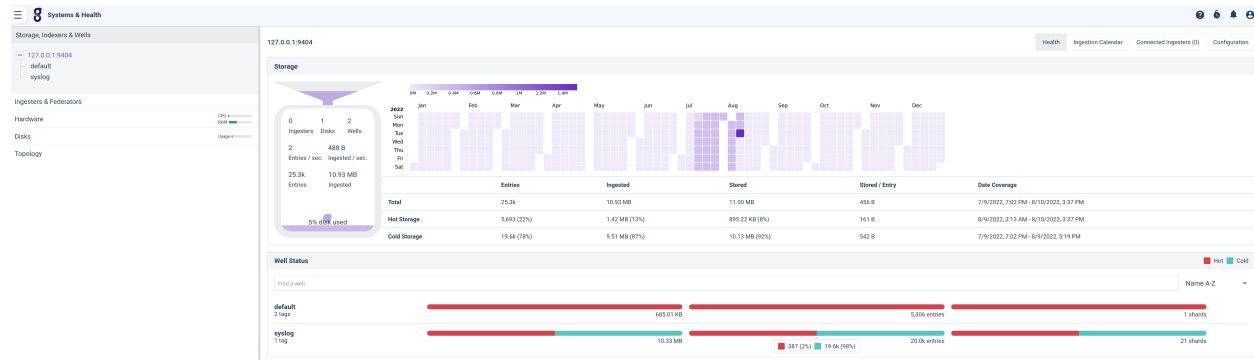 Systems & Health
Storage, Indexers & Wells
127.0.0.1:9404
default
syslog
Ingesters & Federators
Hardware CPU RAM
Disks Usage
Topology
127.0.0.1:9404 Health Ingestion Calendar Connected Ingesters (0) Configuration
Storage
0M 0.2M 0.4M 0.6M 0.8M 1M 1.2M 1.4M
2022 Jan Feb Mar Apr May Jun Jul Aug Sep Oct Nov Dec
Sun
Mon
Tue
Wed
Thu
Fri
Sat
0 1 2
Ingesters Disks Wells
2 488 B
Entries / sec. Ingested / sec.
25.3k 10.93 MB
Entries Ingested
5% disk used
Entries Ingested Stored Stored / Entry Date Coverage
Total 25.3k 10.93 MB 11.00 MB 456 B 7/9/2022, 7:02 PM - 8/10/2022, 3:37 PM
Hot Storage 5,693 (22%) 1.42 MB (13%) 895.22 KB (8%) 161 B 8/9/2022, 3:13 AM - 8/10/2022, 3:37 PM
Cold Storage 19.6k (78%) 9.51 MB (87%) 10.13 MB (92%) 542 B 7/9/2022, 7:02 PM - 8/9/2022, 5:19 PM
Well Status Hot Cold
Find a well Name A-Z
default
2 tags 685.01 KB 5,306 entries 1 shards
syslog
1 tag 10.33 MB 20.0k entries 21 shards
387 (2%) 19.6k (98%)